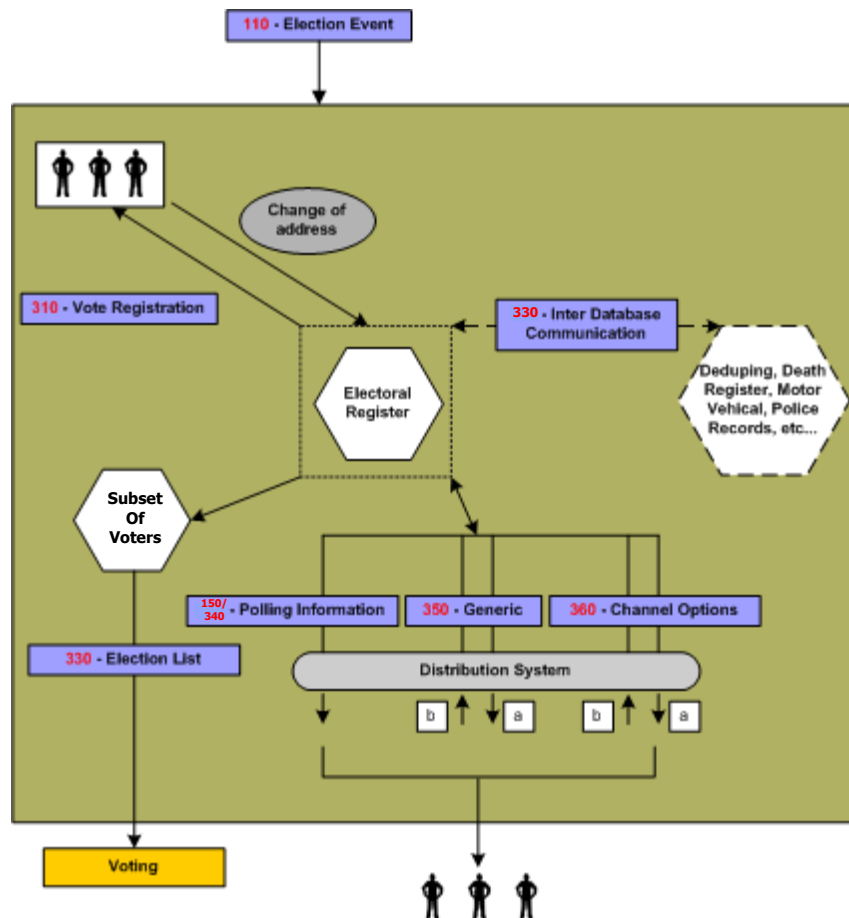 110 - Election Event
Change of
address
310 - Vote Registration
330 - Inter Database
Communication
Electoral
Register
Deduping, Death
Register, Motor
Vehical, Police
Records, etc...
Subset
Of
Voters
150/
340 - Polling Information
350 - Generic
360 - Channel Options
330 - Election List
Distribution System
b
a
b
a
Voting